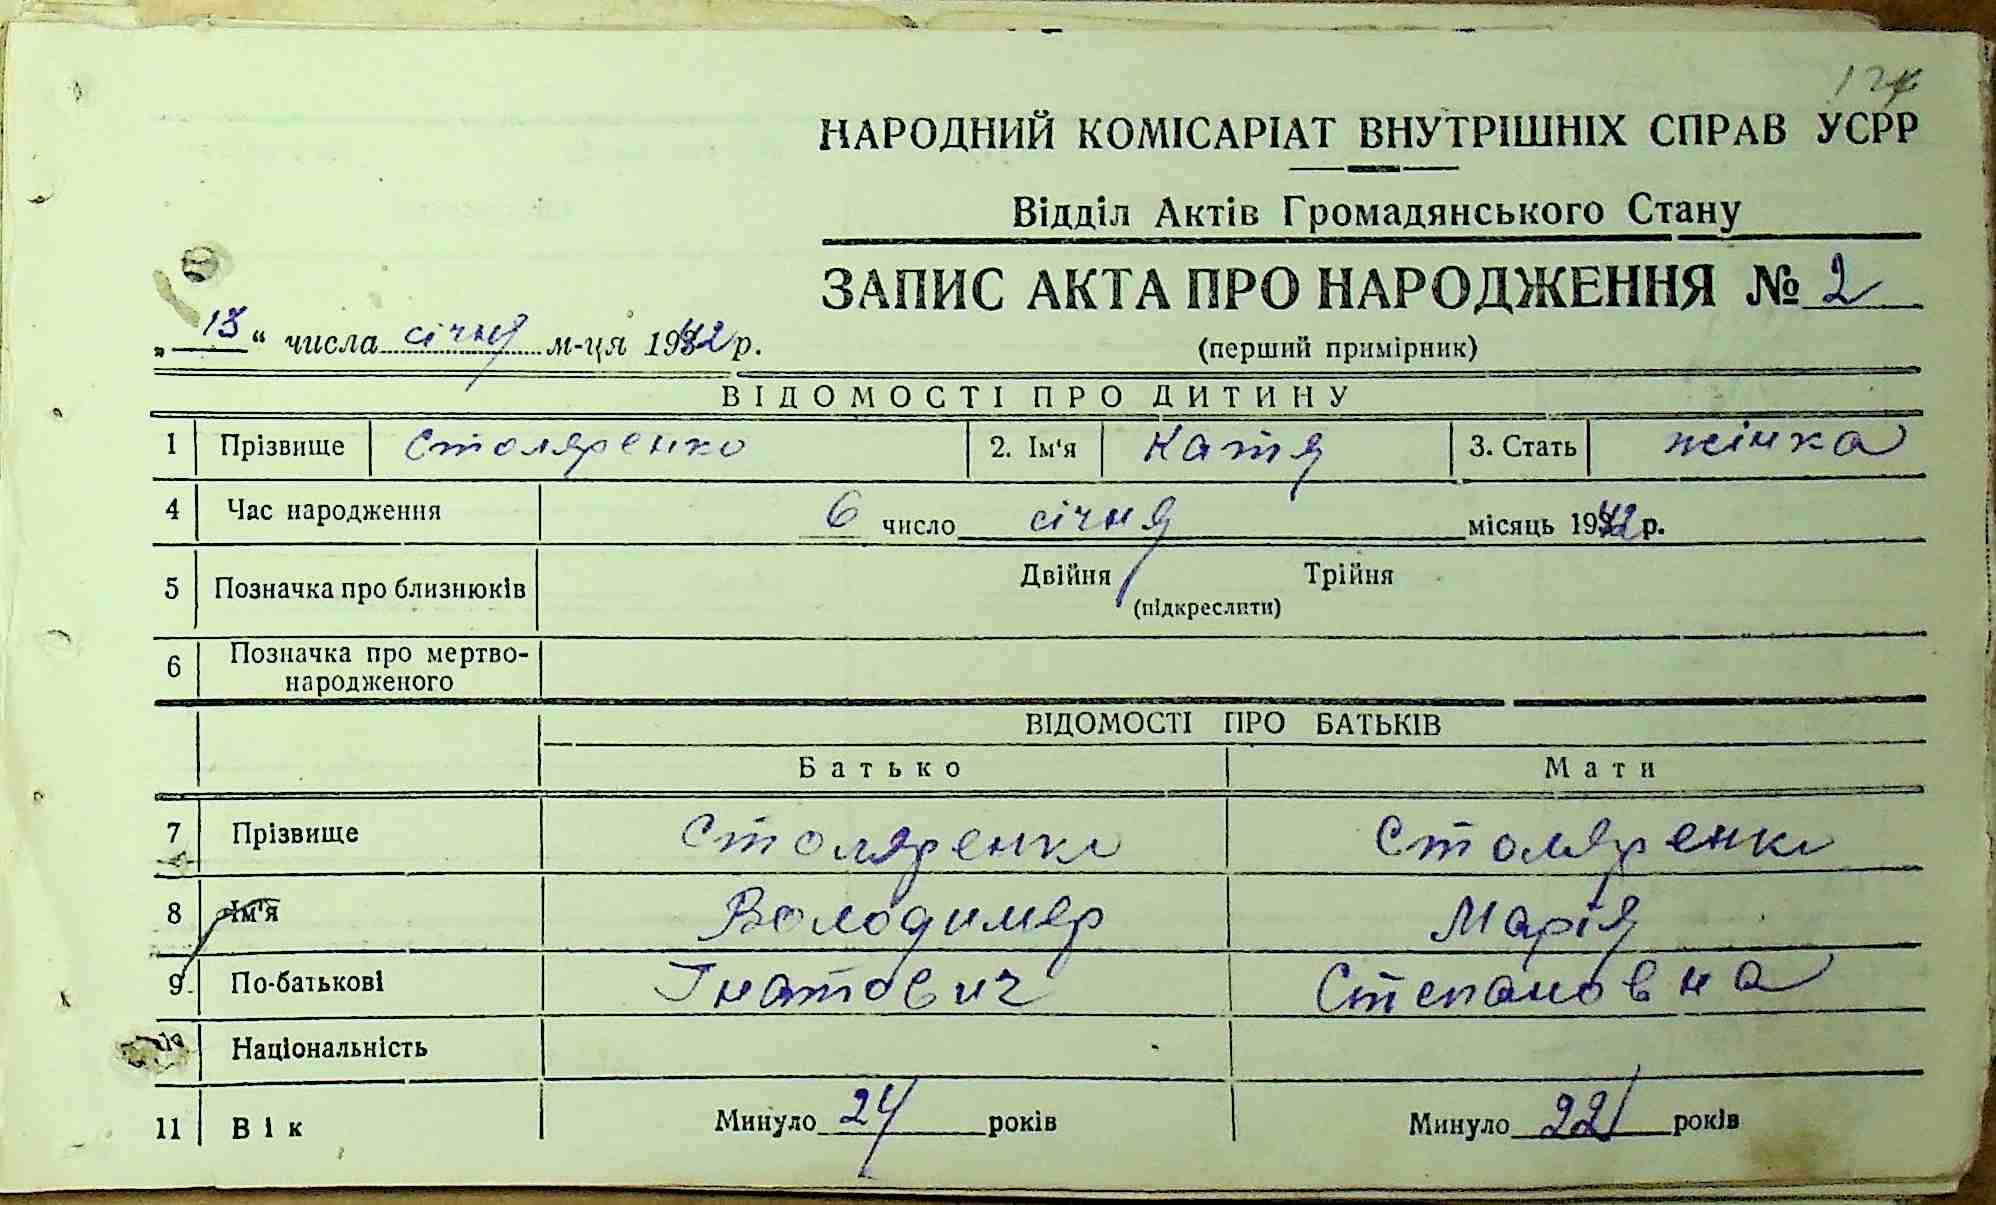 124
НАРОДНИЙ КОМІСАРІАТ ВНУТРІШНІХ СПРАВ УСРР
Відділ Актів Громадянського Стану
ЗАПИС АКТА ПРО НАРОДЖЕННЯ № 2
„13“ числа січня м-ця 1942 р.
(перший примірник)
ВІДОМОСТІ ПРО ДИТИНУ
1 Прізвище Столяренко 2. Ім'я Катя 3. Стать жінка
4 Час народження 6 число січня місяць 1942 р.
5 Позначка про близнюків Двійня Трійня
(підкреслити)
6 Позначка про мертво-
народженого
ВІДОМОСТІ ПРО БАТЬКІВ
Батько Мати
7 Прізвище Столяренко Столяренко
8 Ім'я Володимер Марія
9. По-батькові Гнатович Степановна
Національність
11 Вік Минуло 24 років Минуло 22 років